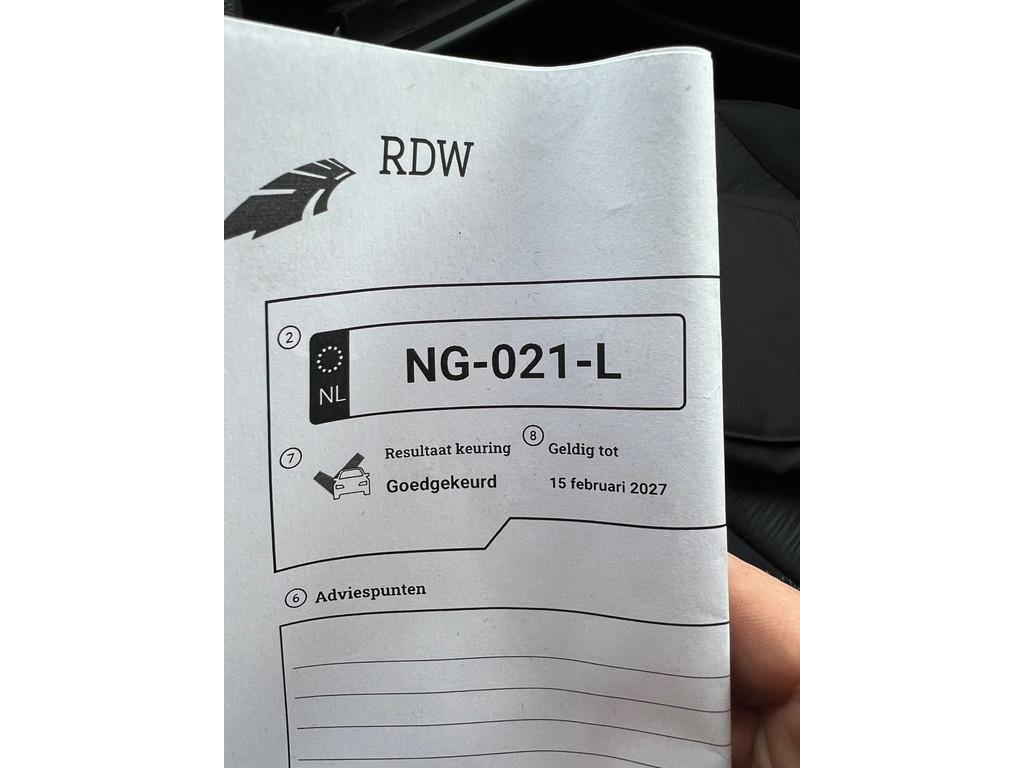 RDW
2
NL
NG-021-L
7
Resultaat keuring
Goedgekeurd
8
Geldig tot
15 februari 2027
6 Adviespunten